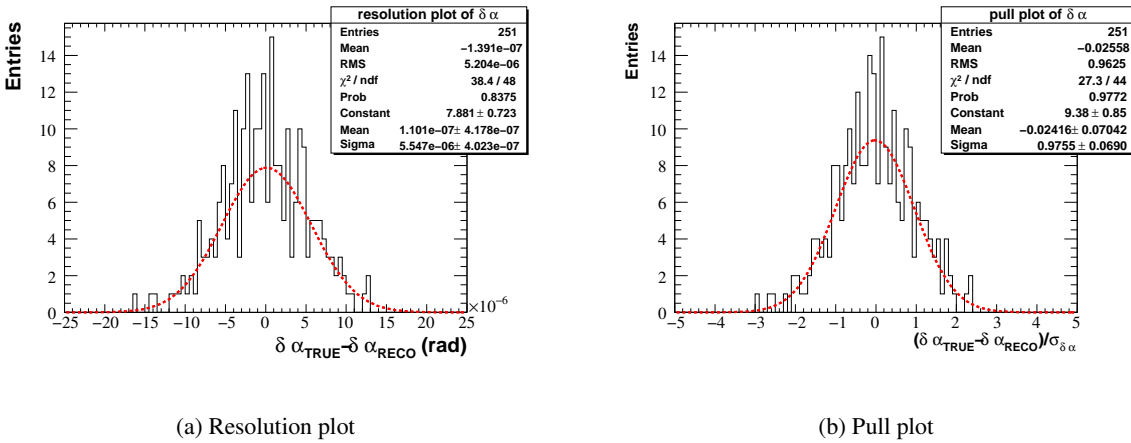 resolution plot of δ α
Entries 251
Mean −1.391e−07
RMS 5.204e−06
χ² / ndf 38.4 / 48
Prob 0.8375
Constant 7.881 ± 0.723
Mean 1.101e−07± 4.178e−07
Sigma 5.547e−06± 4.023e−07
Entries
14
12
10
8
6
4
2
0
−25 −20 −15 −10 −5 0 5 10 15 20 25
×10⁻⁶
δ α_TRUE−δ α_RECO (rad)
(a) Resolution plot
pull plot of δ α
Entries 251
Mean −0.02558
RMS 0.9625
χ² / ndf 27.3 / 44
Prob 0.9772
Constant 9.38 ± 0.85
Mean −0.02416± 0.07042
Sigma 0.9755 ± 0.0690
Entries
14
12
10
8
6
4
2
0
−5 −4 −3 −2 −1 0 1 2 3 4 5
(δ α_TRUE−δ α_RECO)/σ_δ α
(b) Pull plot